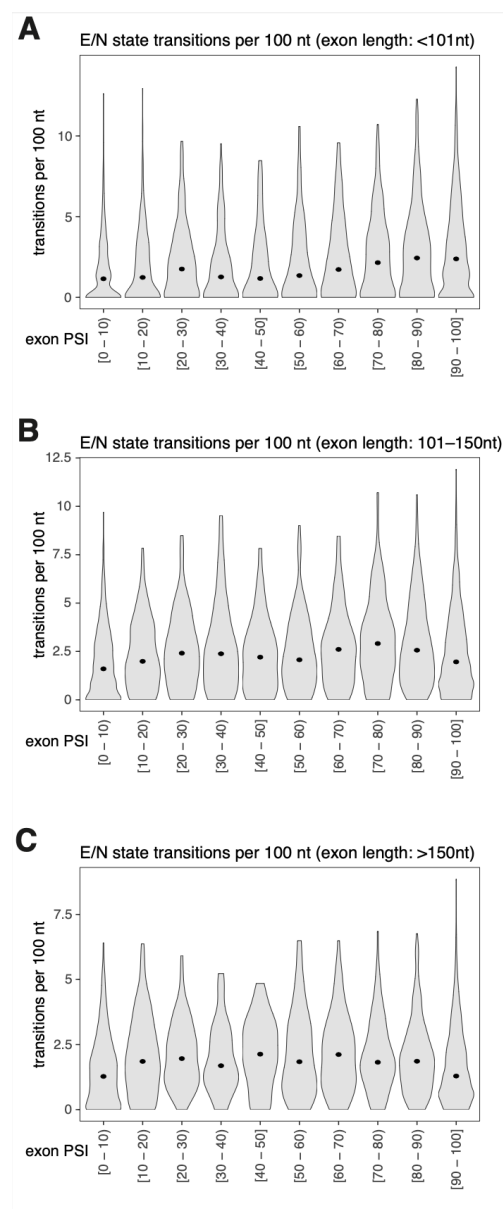 A
E/N state transitions per 100 nt (exon length: <101nt)
transitions per 100 nt
10
5
0
exon PSI
[0 – 10)
[10 – 20)
[20 – 30)
[30 – 40)
[40 – 50]
[50 – 60)
[60 – 70)
[70 – 80)
[80 – 90)
[90 – 100]
B
E/N state transitions per 100 nt (exon length: 101–150nt)
transitions per 100 nt
12.5
10
7.5
5
2.5
0
exon PSI
[0 – 10)
[10 – 20)
[20 – 30)
[30 – 40)
[40 – 50]
[50 – 60)
[60 – 70)
[70 – 80)
[80 – 90)
[90 – 100]
C
E/N state transitions per 100 nt (exon length: >150nt)
transitions per 100 nt
7.5
5
2.5
0
exon PSI
[0 – 10)
[10 – 20)
[20 – 30)
[30 – 40)
[40 – 50]
[50 – 60)
[60 – 70)
[70 – 80)
[80 – 90)
[90 – 100]